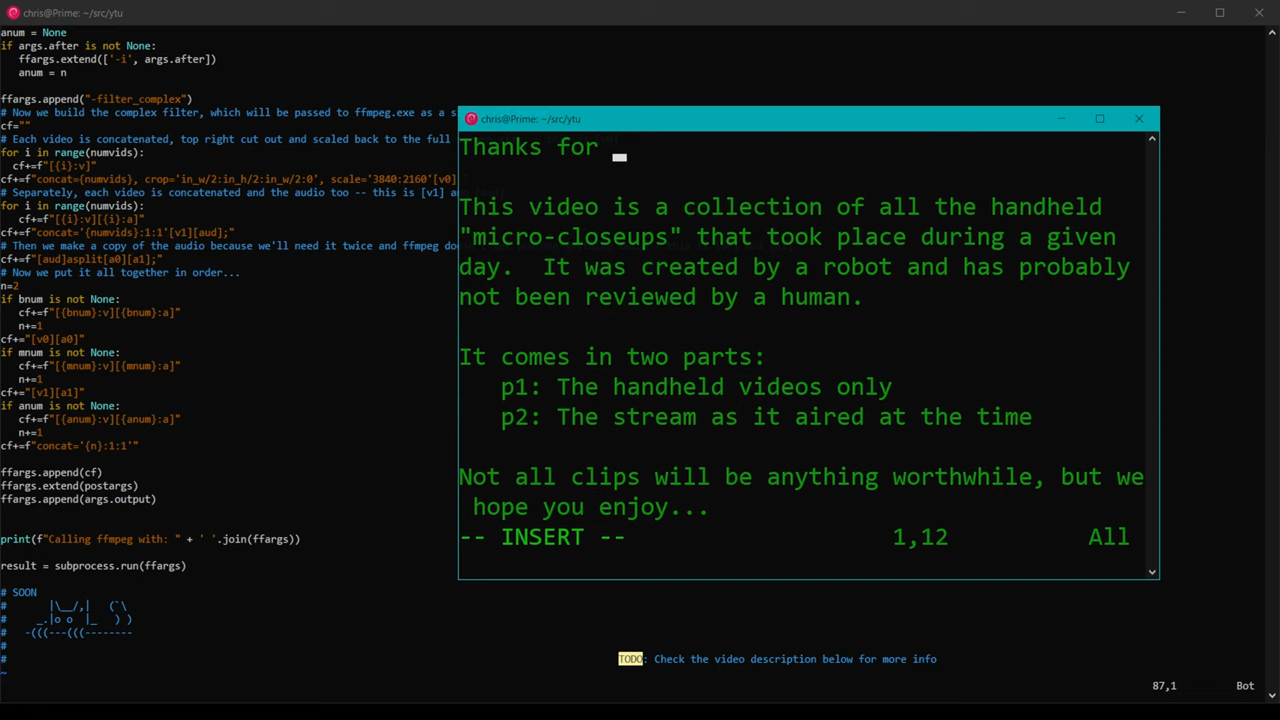 chris@Prime: ~/src/ytu
anum = None
if args.after is not None:
   ffargs.extend(['-i', args.after])
   anum = n

ffargs.append("-filter_complex")
# Now we build the complex filter, which will be passed to ffmpeg.exe as a s
cf=""
# Each video is concatenated, top right cut out and scaled back to the full
for i in range(numvids):
  cf+=f"[{i}:v]"
cf+=f"concat={numvids}, crop='in_w/2:in_h/2:in_w/2:0', scale='3840:2160'[v0]
# Separately, each video is concatenated and the audio too -- this is [v1] a
for i in range(numvids):
   cf+=f"[{i}:v][{i}:a]"
cf+=f"concat='{numvids}:1:1'[v1][aud];"
# Then we make a copy of the audio because we'll need it twice and ffmpeg do
cf+=f"[aud]asplit[a0][a1];"
# Now we put it all together in order...
n=2
if bnum is not None:
   cf+=f"[{bnum}:v][{bnum}:a]"
   n+=1
cf+="[v0][a0]"
if mnum is not None:
   cf+=f"[{mnum}:v][{mnum}:a]"
   n+=1
cf+="[v1][a1]"
if anum is not None:
   cf+=f"[{anum}:v][{anum}:a]"
   n+=1
cf+=f"concat='{n}:1:1'"

ffargs.append(cf)
ffargs.extend(postargs)
ffargs.append(args.output)

print(f"Calling ffmpeg with: " + ' '.join(ffargs))

result = subprocess.run(ffargs)

# SOON
#      |\__/,|   (`\
#    _.|o o  |_   ) )
#  -(((---(((--------
#
#
~
TODO: Check the video description below for more info
87,1 Bot
chris@Prime: ~/src/ytu
Thanks for

This video is a collection of all the handheld
"micro-closeups" that took place during a given
day.  It was created by a robot and has probably
not been reviewed by a human.

It comes in two parts:
   p1: The handheld videos only
   p2: The stream as it aired at the time

Not all clips will be anything worthwhile, but we
 hope you enjoy...
-- INSERT -- 1,12 All